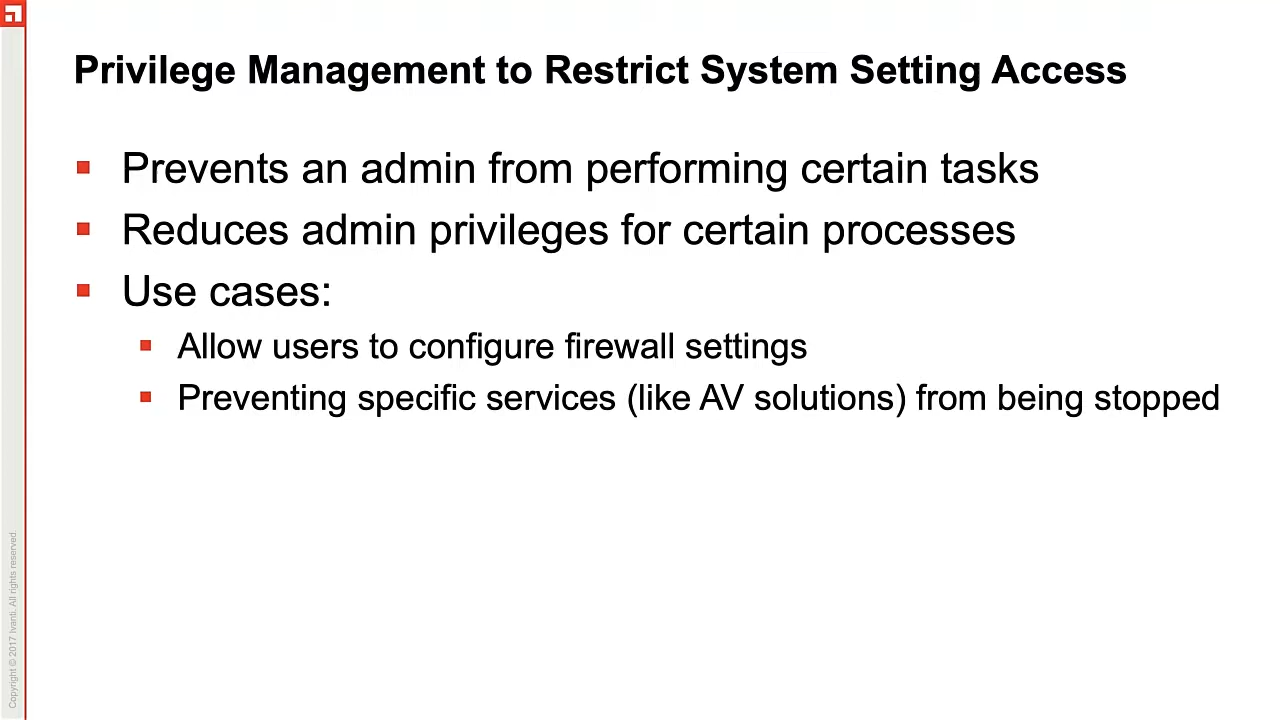 Privilege Management to Restrict System Setting Access
Prevents an admin from performing certain tasks
Reduces admin privileges for certain processes
Use cases:
Allow users to configure firewall settings
Preventing specific services (like AV solutions) from being stopped
Copyright © 2017 Ivanti. All rights reserved